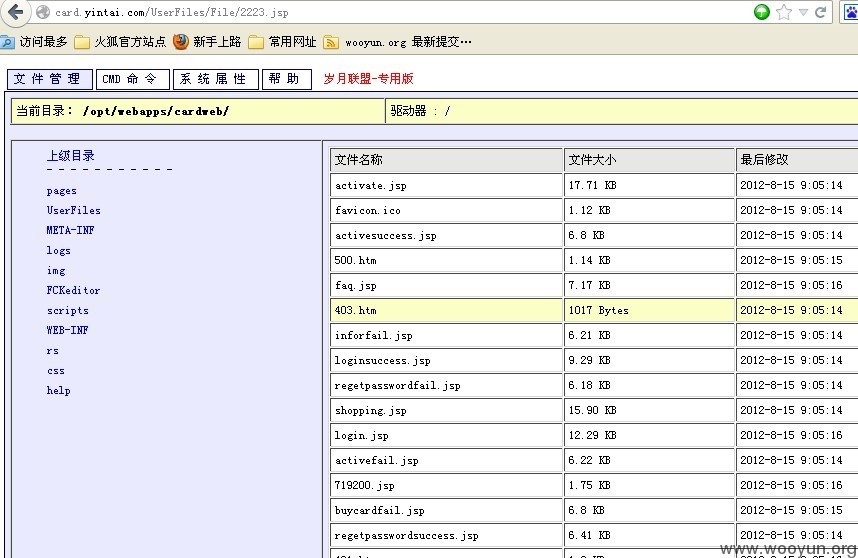 card.yintai.com/UserFiles/File/2223.jsp
访问最多 火狐官方站点 新手上路 常用网址 wooyun.org 最新提交…
文件管理 CMD 命令 系统属性 帮助 岁月联盟-专用版
当前目录： /opt/webapps/cardweb/ 驱动器 : /
上级目录
- - - - - - - - - - -
pages
UserFiles
META-INF
logs
img
FCKeditor
scripts
WEB-INF
rs
css
help
文件名称 文件大小 最后修改
activate.jsp 17.71 KB 2012-8-15 9:05:14
favicon.ico 1.12 KB 2012-8-15 9:05:14
activesuccess.jsp 6.8 KB 2012-8-15 9:05:14
500.htm 1.14 KB 2012-8-15 9:05:15
faq.jsp 7.17 KB 2012-8-15 9:05:16
403.htm 1017 Bytes 2012-8-15 9:05:14
inforfail.jsp 6.21 KB 2012-8-15 9:05:14
loginsuccess.jsp 9.29 KB 2012-8-15 9:05:14
regetpasswordfail.jsp 6.18 KB 2012-8-15 9:05:14
shopping.jsp 15.90 KB 2012-8-15 9:05:14
login.jsp 12.29 KB 2012-8-15 9:05:16
activefail.jsp 6.22 KB 2012-8-15 9:05:14
719200.jsp 1.75 KB 2012-8-15 9:05:16
buycardfail.jsp 6.8 KB 2012-8-15 9:05:15
regetpasswordsuccess.jsp 6.41 KB 2012-8-15 9:05:14
www.wooyun.org